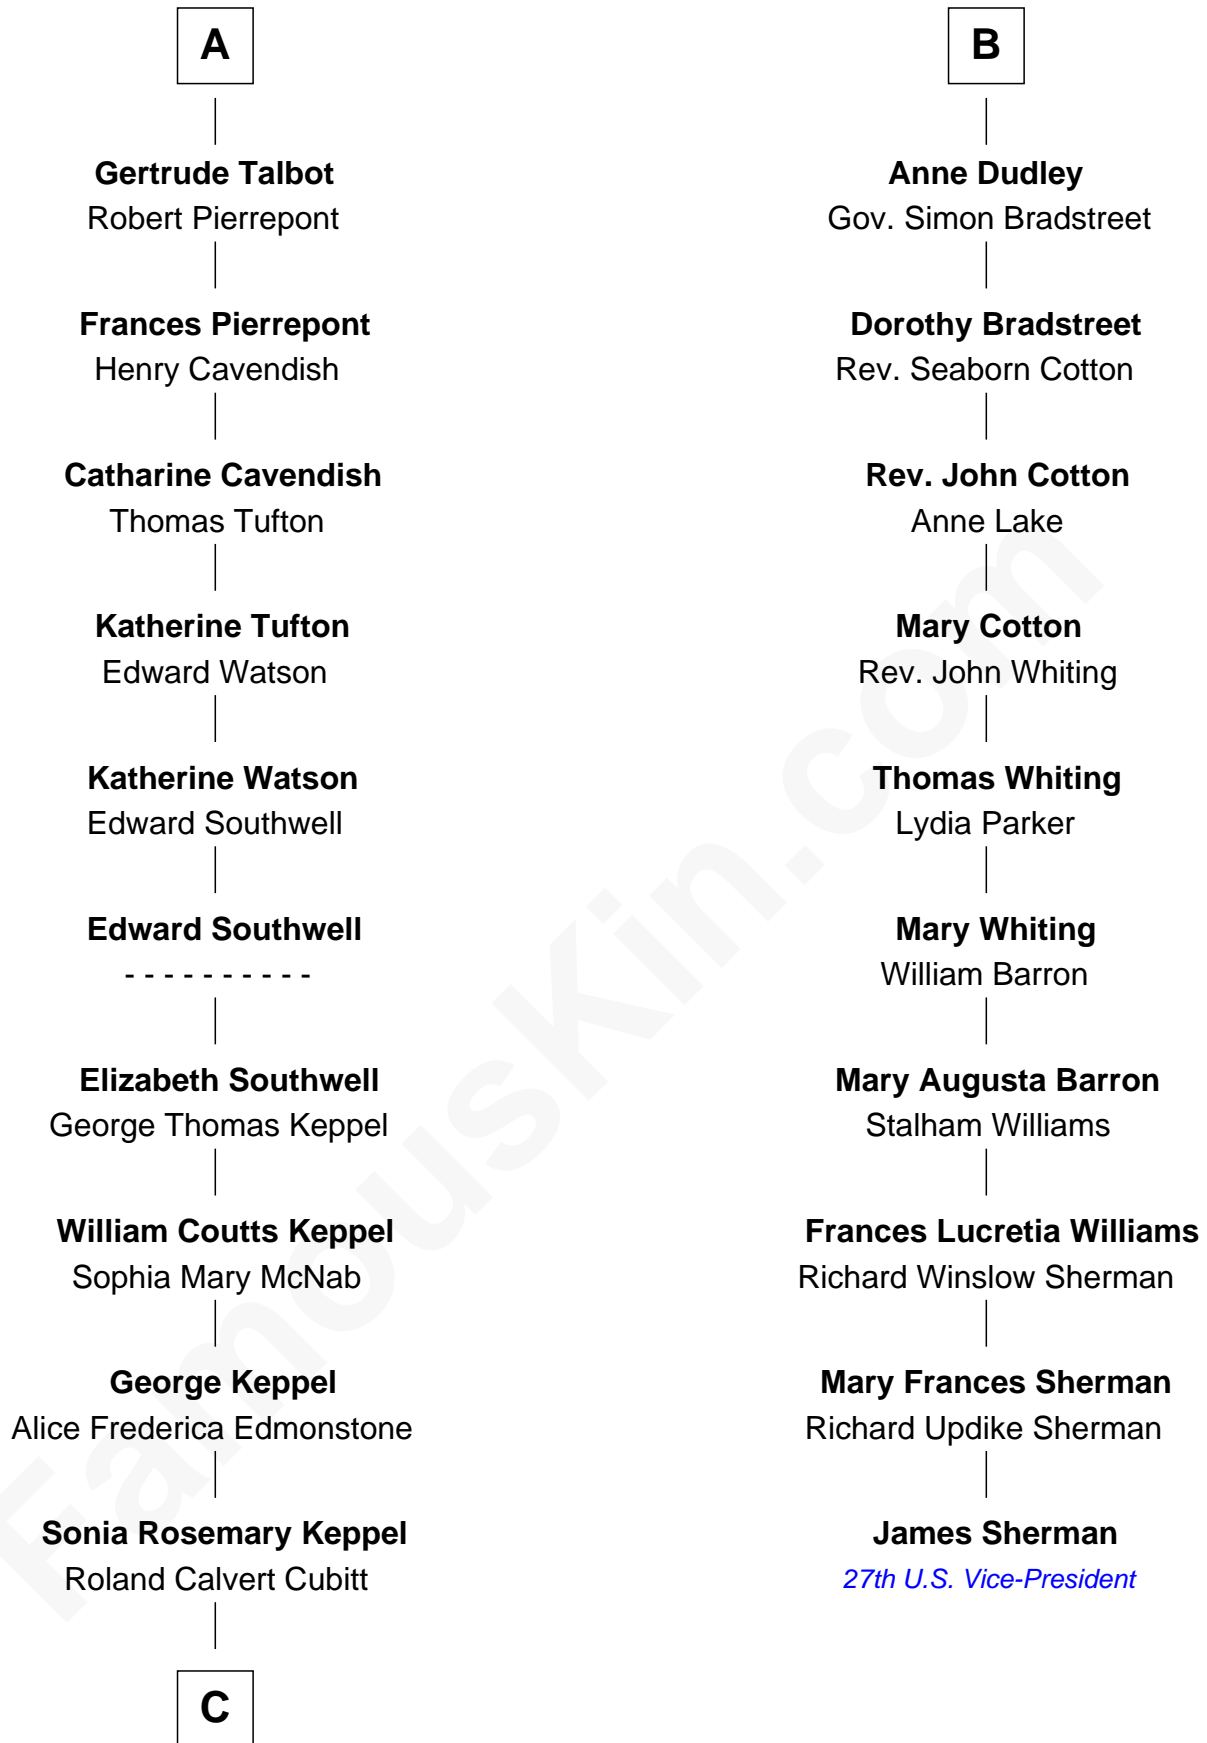 A
Gertrude Talbot
Robert Pierrepont
Frances Pierrepont
Henry Cavendish
Catharine Cavendish
Thomas Tufton
Katherine Tufton
Edward Watson
Katherine Watson
Edward Southwell
Edward Southwell
- - - - - - - - - -
Elizabeth Southwell
George Thomas Keppel
William Coutts Keppel
Sophia Mary McNab
George Keppel
Alice Frederica Edmonstone
Sonia Rosemary Keppel
Roland Calvert Cubitt
C
B
Anne Dudley
Gov. Simon Bradstreet
Dorothy Bradstreet
Rev. Seaborn Cotton
Rev. John Cotton
Anne Lake
Mary Cotton
Rev. John Whiting
Thomas Whiting
Lydia Parker
Mary Whiting
William Barron
Mary Augusta Barron
Stalham Williams
Frances Lucretia Williams
Richard Winslow Sherman
Mary Frances Sherman
Richard Updike Sherman
James Sherman
27th U.S. Vice-President
FamousKin.com